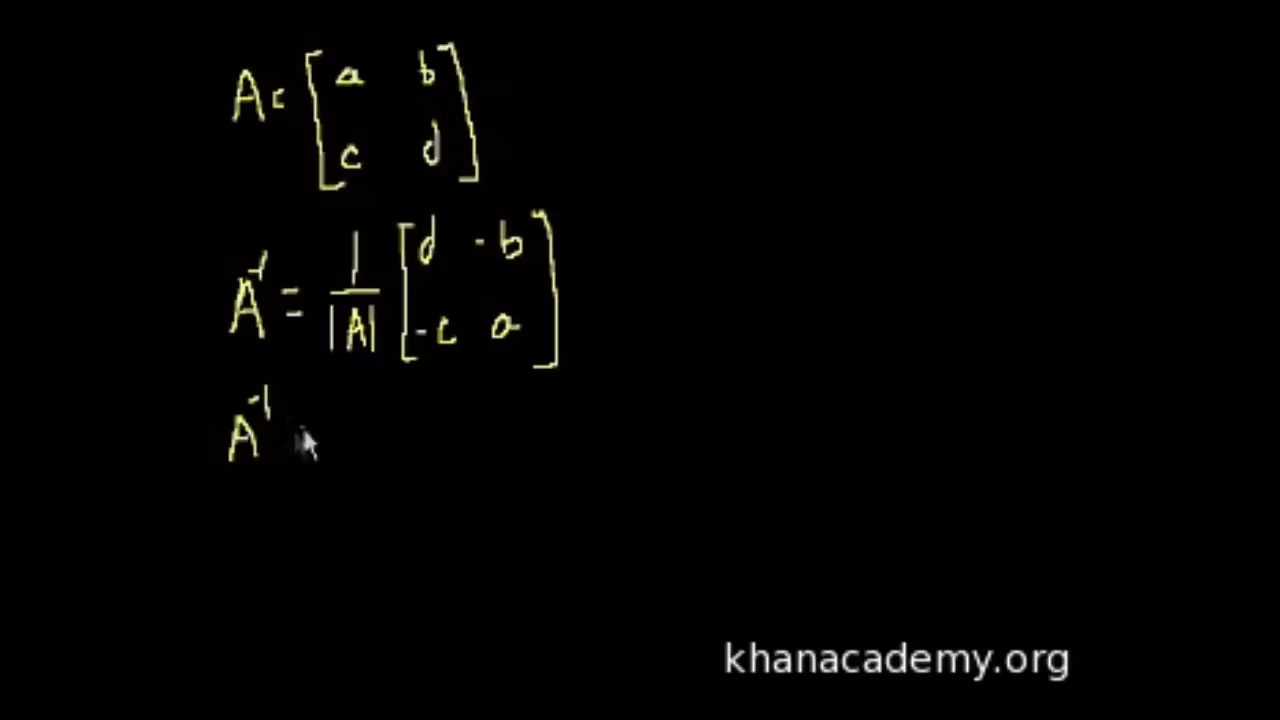 A = [a b
c d]
A⁻¹ = 1/|A| [d -b
-c a]
A⁻¹
khanacademy.org